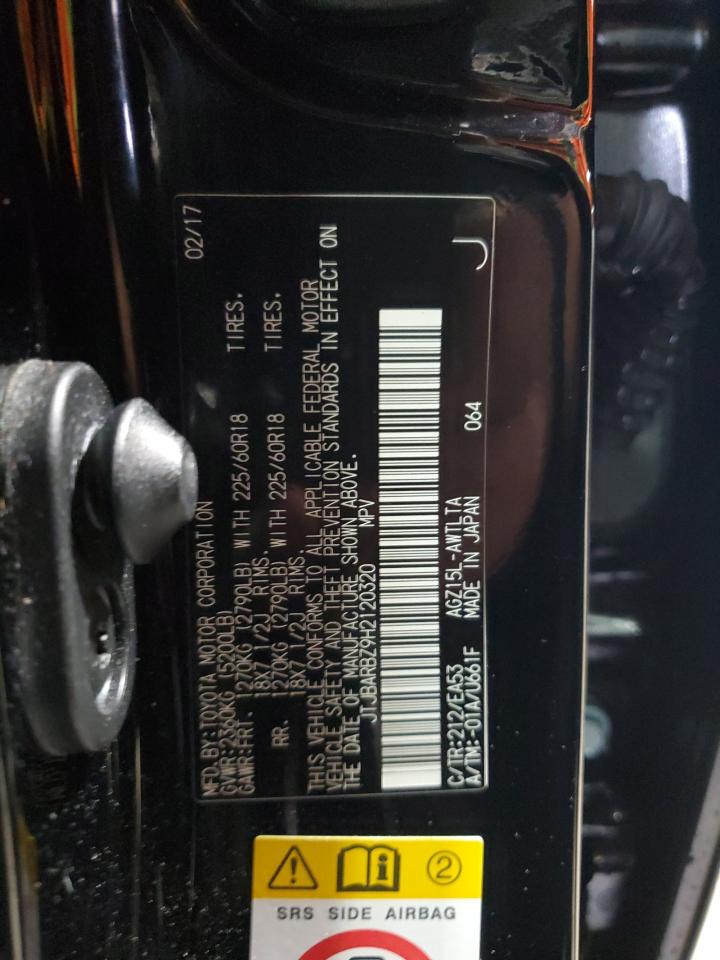 MFD.BY:TOYOTA MOTOR CORPORATION 02/17
GVWR:2360KG (5200LB)
GAWR:FRT. 1270KG (2790LB) WITH 225/60R18 TIRES.
18X7 1/2J RIMS.
RR. 1270KG (2790LB) WITH 225/60R18 TIRES.
18X7 1/2J RIMS.
THIS VEHICLE CONFORMS TO ALL APPLICABLE FEDERAL MOTOR
VEHICLE SAFETY AND THEFT PREVENTION STANDARDS IN EFFECT ON
THE DATE OF MANUFACTURE SHOWN ABOVE.
JTJBARBZ9H2120320 MPV
C/TR:212/EA53 AGZ15L-AWTLTA
A/TM:-01A/U661F MADE IN JAPAN 064 J
2
SRS SIDE AIRBAG